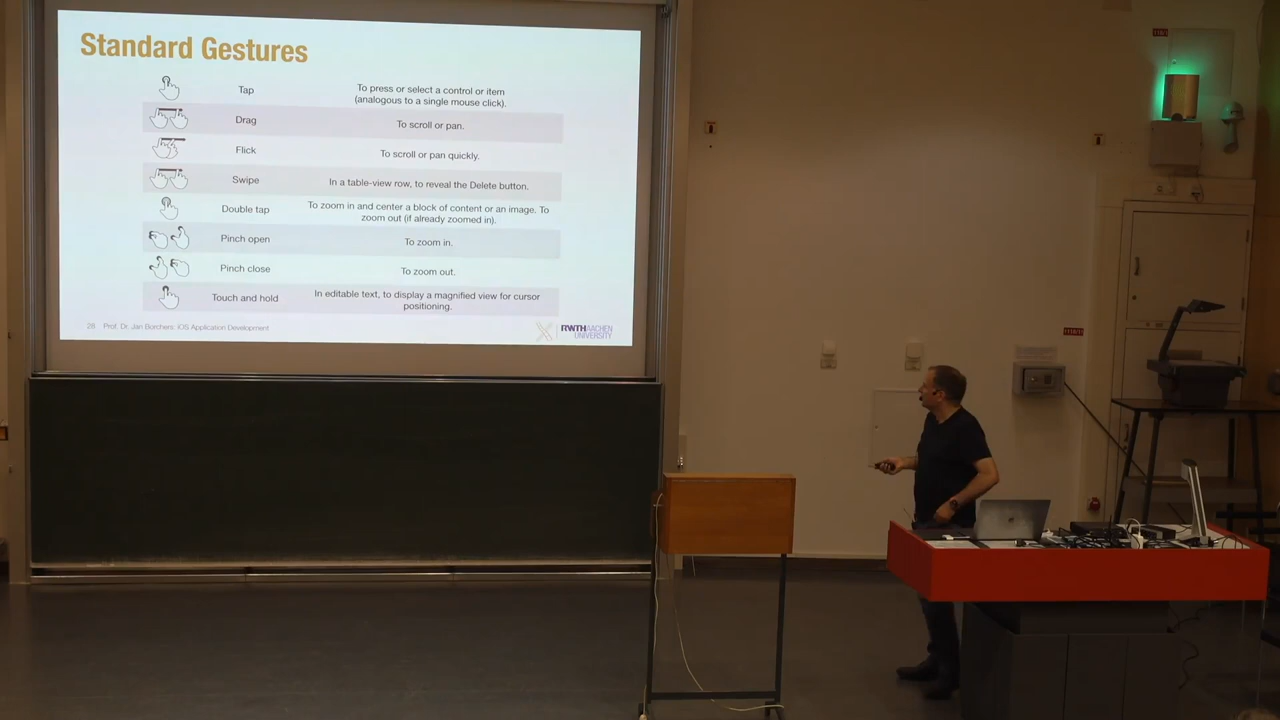 Standard Gestures
Tap
To press or select a control or item
(analogous to a single mouse click).
Drag
To scroll or pan.
Flick
To scroll or pan quickly.
Swipe
In a table-view row, to reveal the Delete button.
Double tap
To zoom in and center a block of content or an image. To
zoom out (if already zoomed in).
Pinch open
To zoom in.
Pinch close
To zoom out.
Touch and hold
In editable text, to display a magnified view for cursor
positioning.
28 Prof. Dr. Jan Borchers: iOS Application Development
RWTHAACHEN
UNIVERSITY